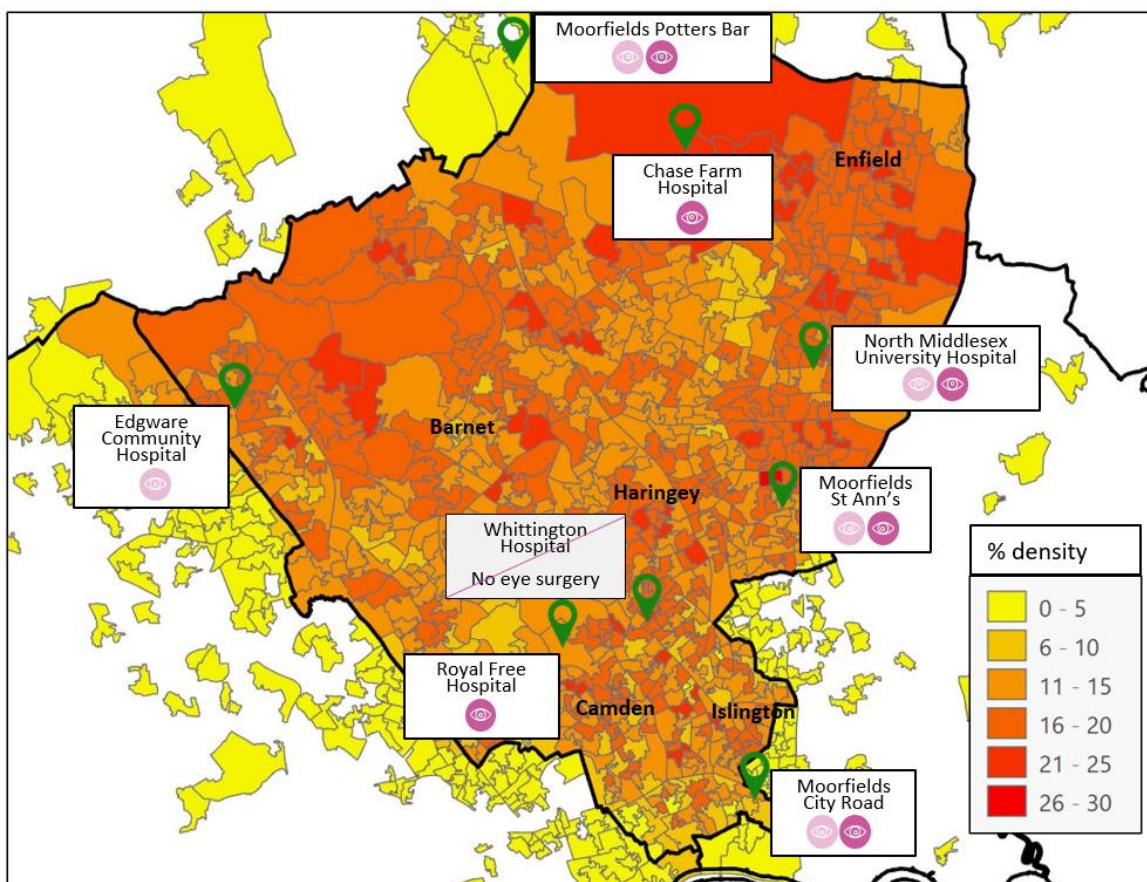 Moorfields Potters Bar
Enfield
Chase Farm
Hospital
North Middlesex
University Hospital
Edgware
Community
Hospital
Barnet
Haringey
Moorfields
St Ann's
Whittington
Hospital
No eye surgery
% density
0 - 5
6 - 10
11 - 15
16 - 20
21 - 25
26 - 30
Royal Free
Hospital
Camden
Islington
Moorfields
City Road